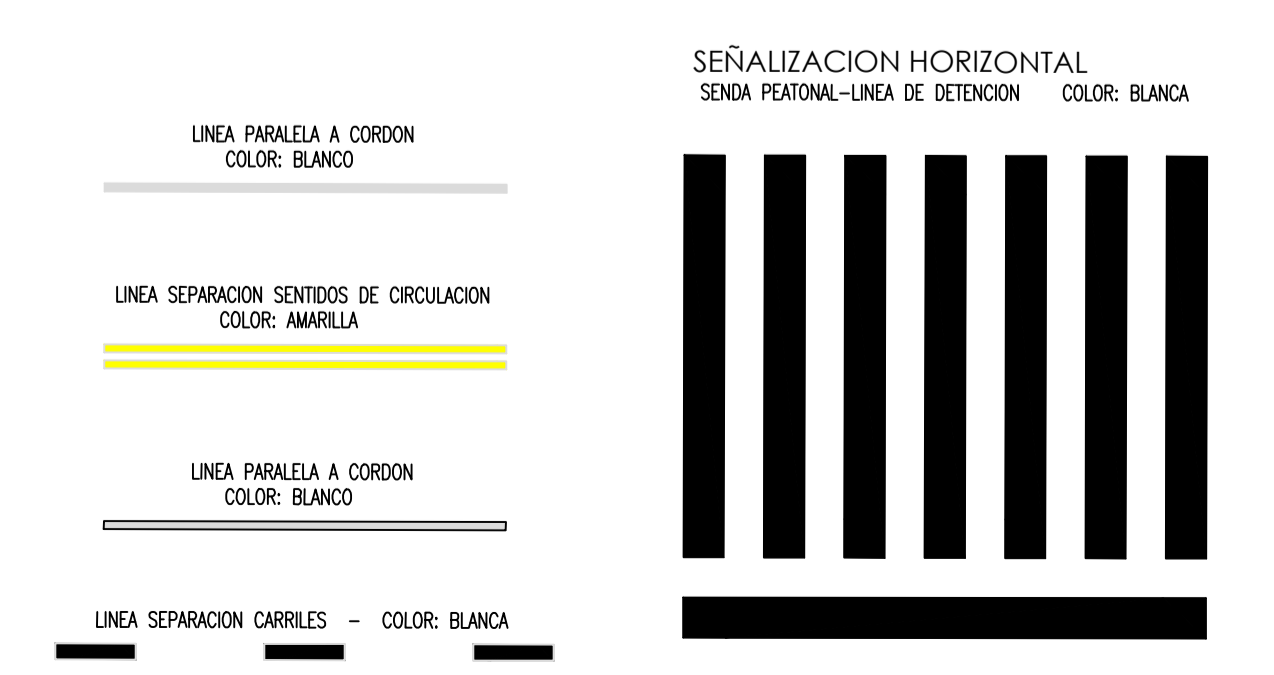 SEÑALIZACION HORIZONTAL
SENDA PEATONAL-LINEA DE DETENCION COLOR: BLANCA
LINEA PARALELA A CORDON
COLOR: BLANCO
LINEA SEPARACION SENTIDOS DE CIRCULACION
COLOR: AMARILLA
LINEA PARALELA A CORDON
COLOR: BLANCO
LINEA SEPARACION CARRILES - COLOR: BLANCA